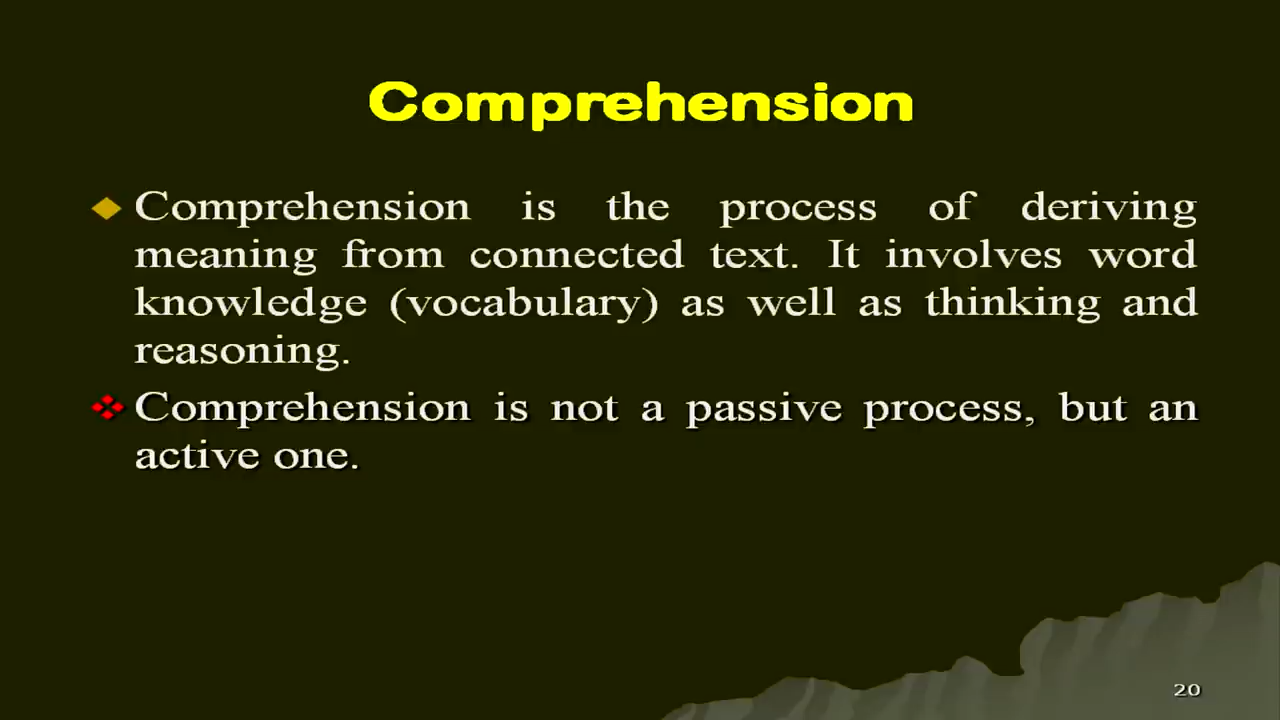 Comprehension
Comprehension is the process of deriving
meaning from connected text. It involves word
knowledge (vocabulary) as well as thinking and
reasoning.
Comprehension is not a passive process, but an
active one.
20